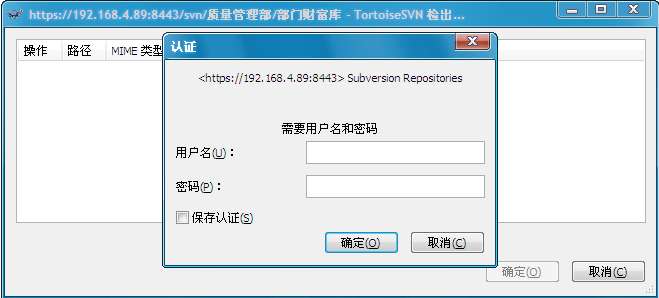 https://192.168.4.89:8443/svn/质量管理部/部门财富库 - TortoiseSVN 检出...
操作 路径 MIME 类型
认证
<https://192.168.4.89:8443> Subversion Repositories
需要用户名和密码
用户名(U)：
密码(P)：
保存认证(S)
确定(O) 取消(C)
确定(O) 取消(C)